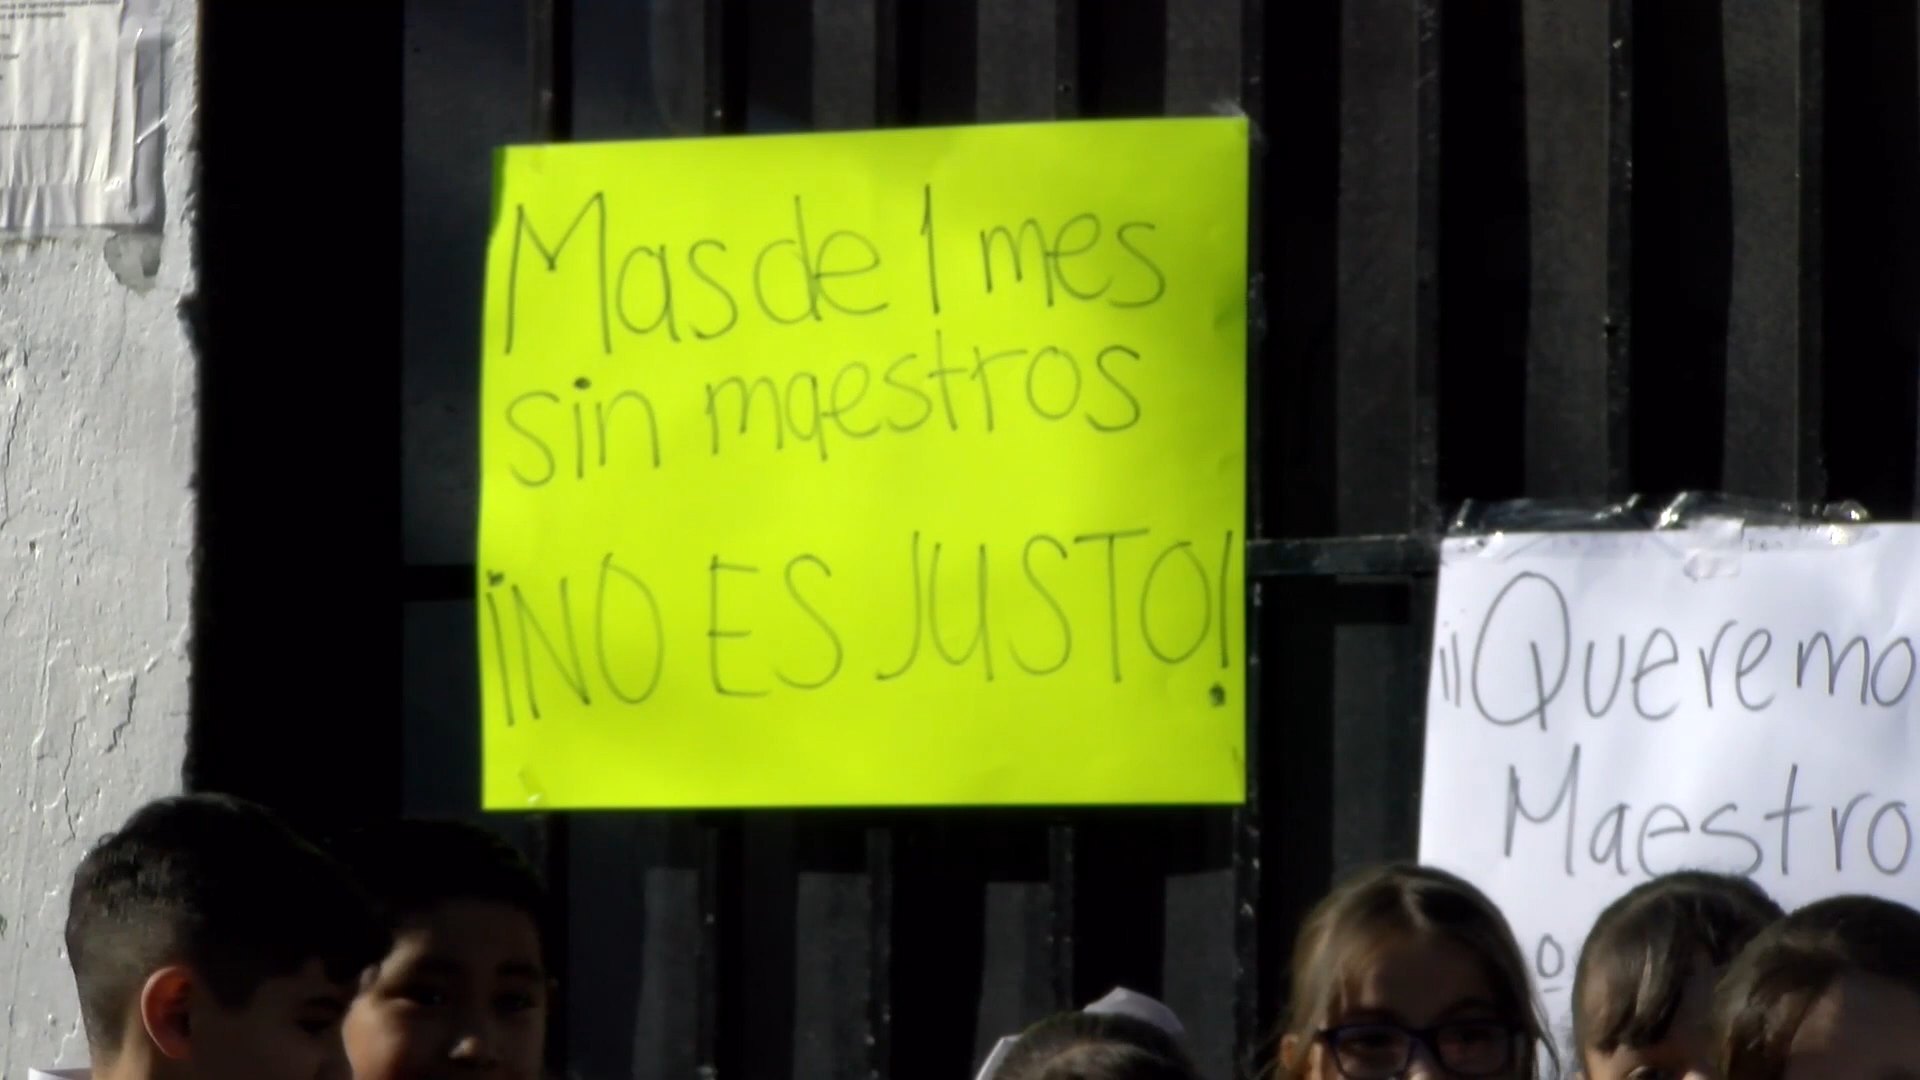 Mas de 1 mes
sin maestros
¡NO ES JUSTO!
¡¡Queremo
Maestro
o